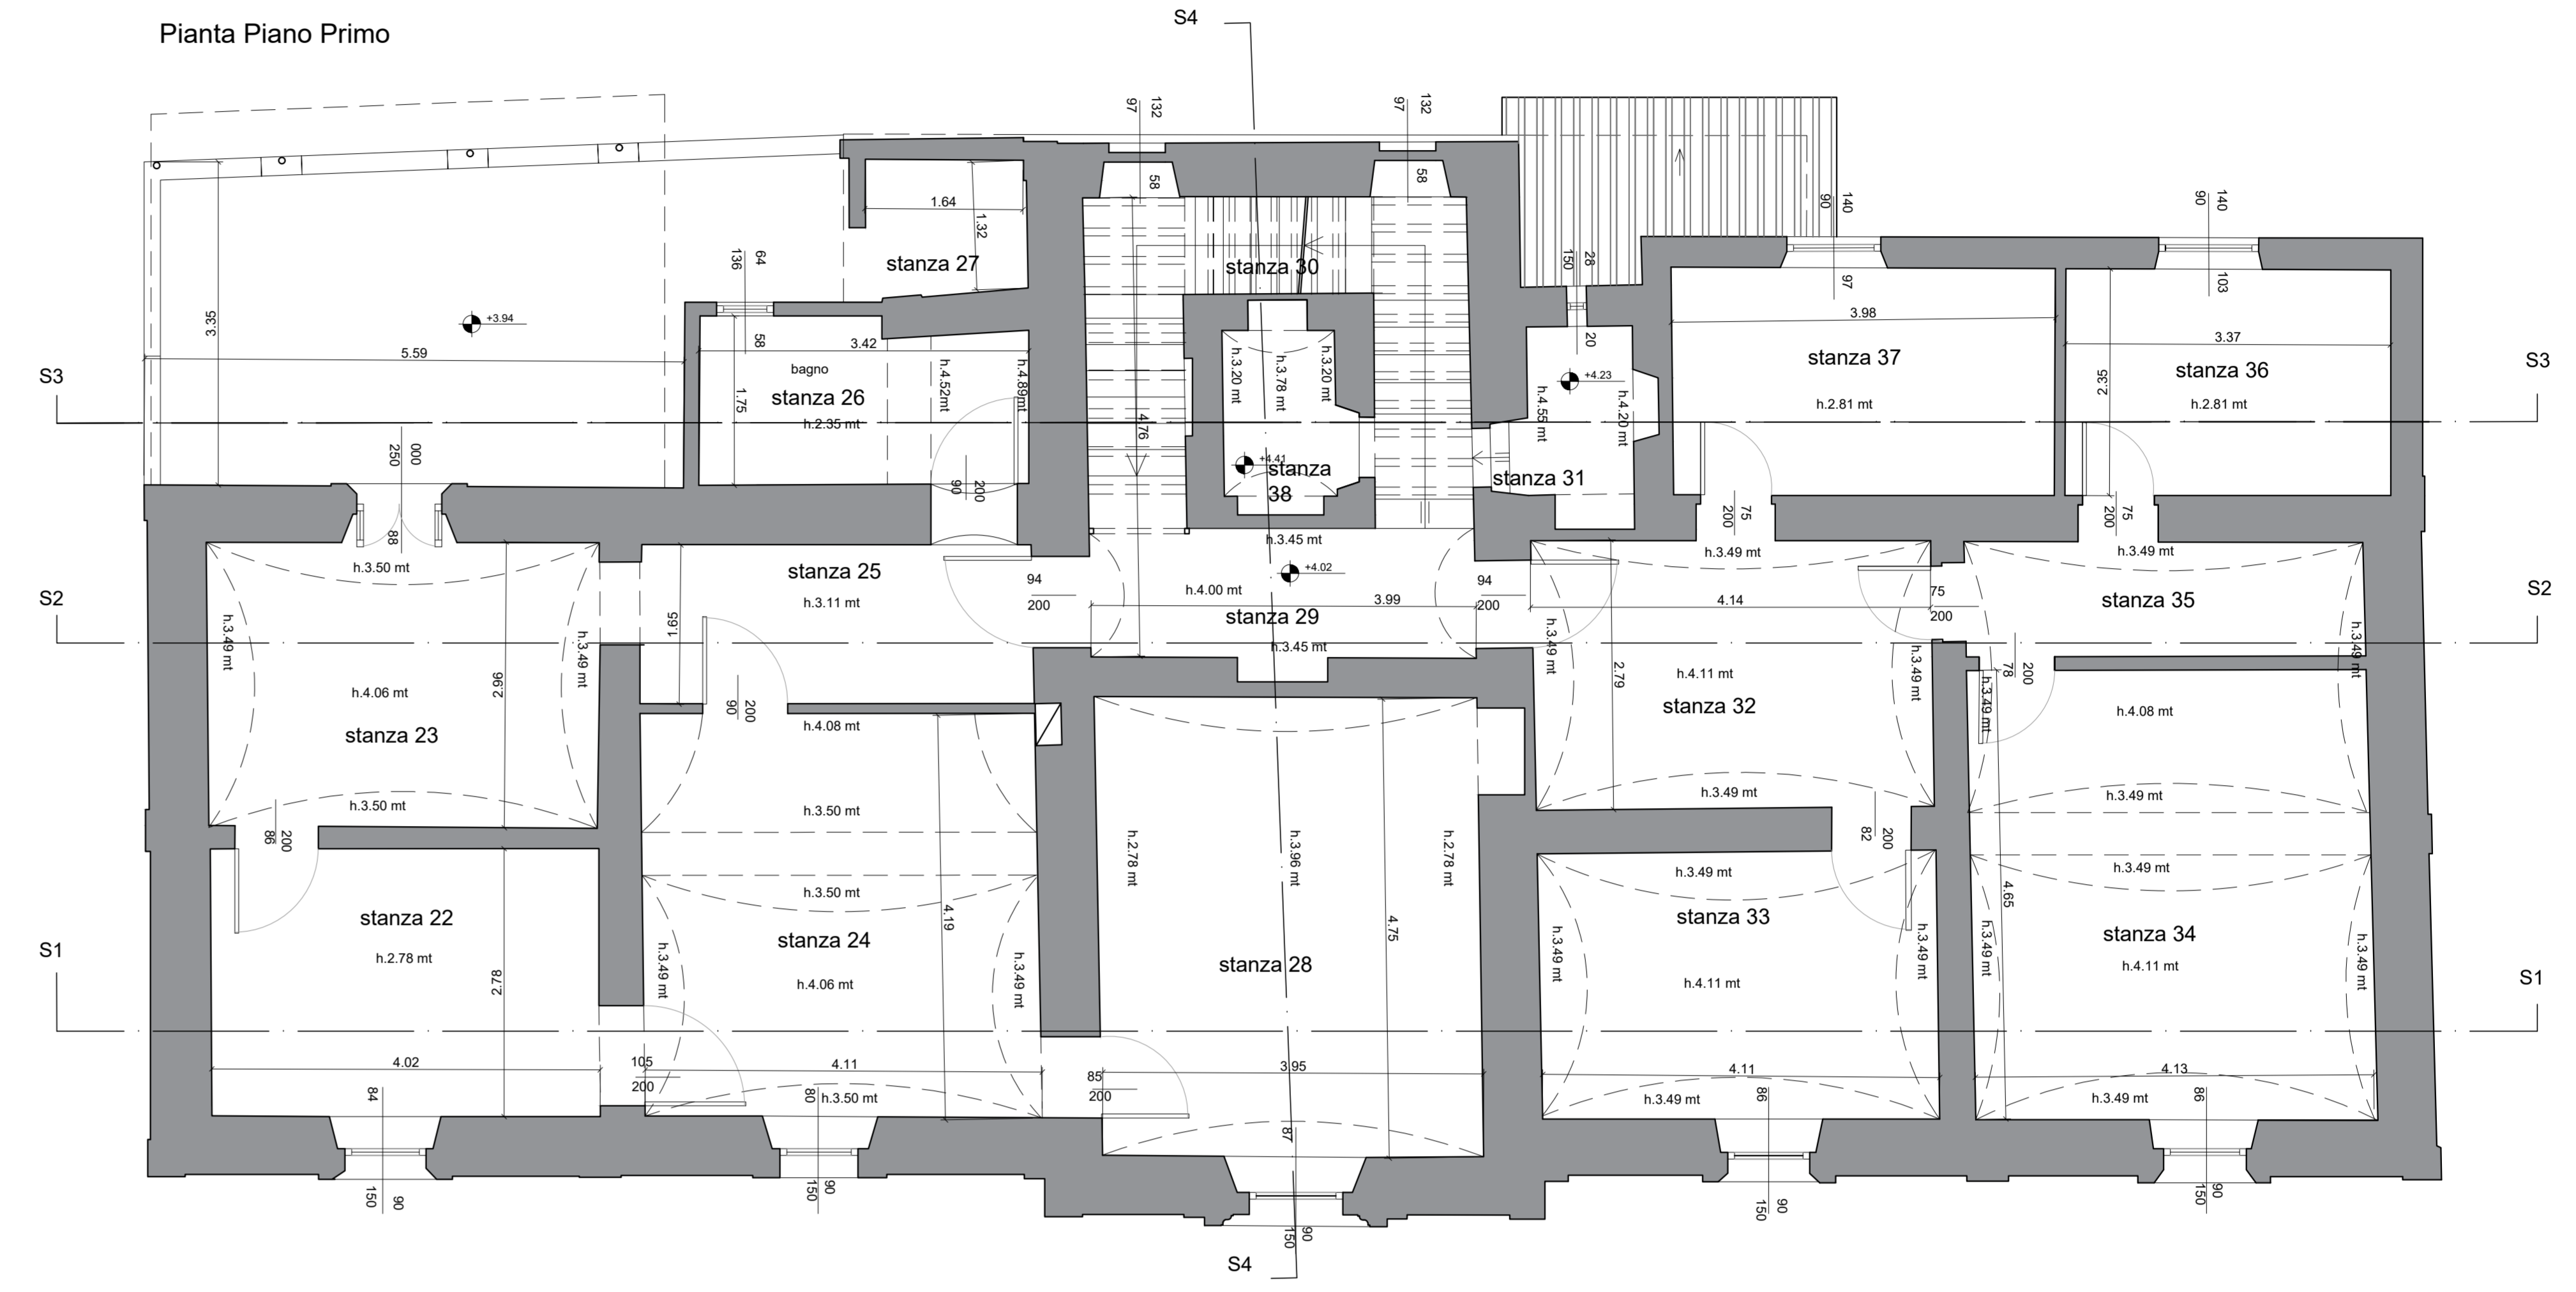 Pianta Piano Primo
S4
97 132
97 132
140
90
140
90
58
58
1.64
1.32
stanza 27
136 64
stanza 30
150 28
97
103
3.35
+3.94
5.59
58
3.42
3.98
3.37
20
S3
S3
bagno
stanza 26
h.2.35 mt
1.75
h.4.52mt
h.4.89mt
h.3.20 mt
h.3.78 mt
h.3.20 mt
+4.23
stanza 37
h.2.81 mt
stanza 36
h.2.81 mt
2.35
4.76
h.4.55 mt
h.4.20 mt
250 000
+4.41
stanza
38
stanza 31
90 200
200 75
200 75
88
h.3.50 mt
h.3.45 mt
h.3.49 mt
h.3.49 mt
stanza 25
h.3.11 mt
+4.02
S2
S2
94
200
h.4.00 mt
3.99
94
200
4.14
75
200
stanza 35
stanza 29
h.3.45 mt
1.65
h.3.49 mt
h.3.49 mt
2.96
h.4.06 mt
stanza 23
h.3.49 mt
2.79
h.4.11 mt
stanza 32
h.3.49 mt
78 200
h.3.49 mt
h.3.49 mt
h.4.08 mt
90 200
h.4.08 mt
h.3.50 mt
h.3.50 mt
h.3.49 mt
h.3.49 mt
86 200
82 200
h.2.78 mt
h.3.96 mt
h.2.78 mt
h.3.50 mt
h.3.49 mt
h.3.49 mt
4.65
stanza 22
h.2.78 mt
stanza 24
h.4.06 mt
4.19
4.75
stanza 28
stanza 33
h.4.11 mt
stanza 34
h.4.11 mt
S1
S1
2.78
h.3.49 mt
h.3.49 mt
h.3.49 mt
h.3.49 mt
h.3.49 mt
h.3.49 mt
4.02
105
200
4.11
85
200
3.95
4.11
4.13
84
80
h.3.50 mt
87
h.3.49 mt
86
h.3.49 mt
86
150 90
150 90
150 90
150 90
150 90
S4